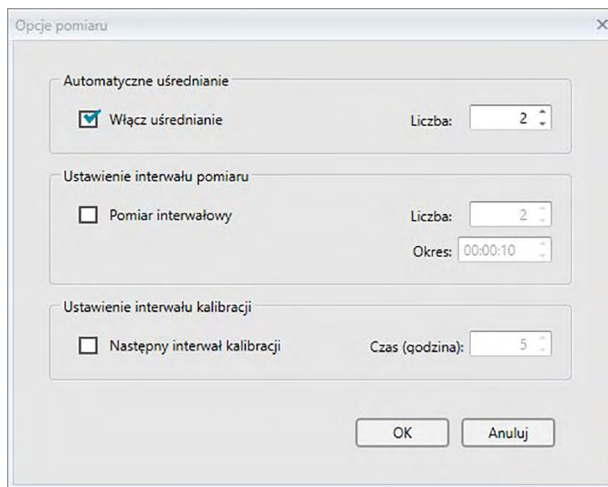 Opcje pomiaru
Automatyczne uśrednianie
Włącz uśrednianie Liczba: 2
Ustawienie interwału pomiaru
Pomiar interwałowy Liczba: 2
Okres: 00:00:10
Ustawienie interwału kalibracji
Następny interwał kalibracji Czas (godzina): 5
OK Anuluj